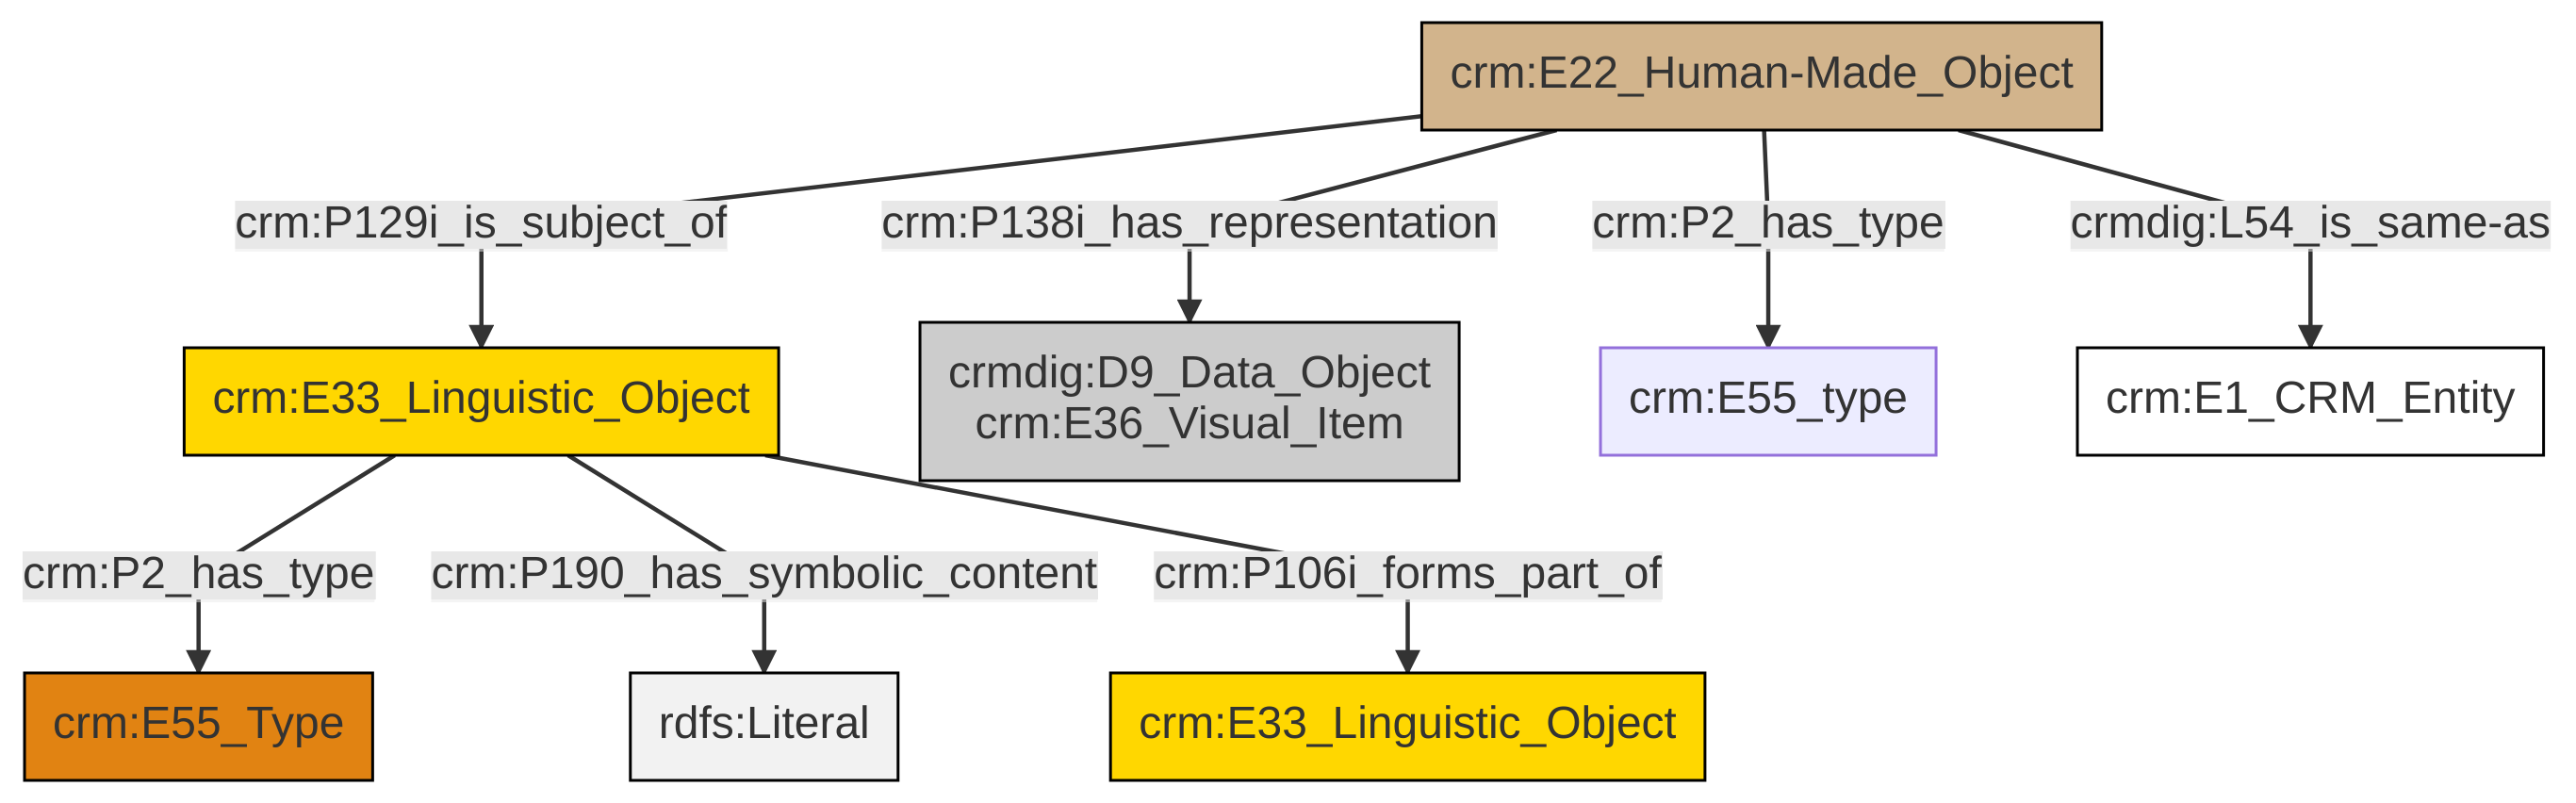 crm:E22_Human-Made_Object
crm:P129i_is_subject_of
crm:P138i_has_representation
crm:P2_has_type
crmdig:L54_is_same-as
crm:E33_Linguistic_Object
crmdig:D9_Data_Object
crm:E36_Visual_Item
crm:E55_type
crm:E1_CRM_Entity
crm:P2_has_type
crm:P190_has_symbolic_content
crm:P106i_forms_part_of
crm:E55_Type
rdfs:Literal
crm:E33_Linguistic_Object